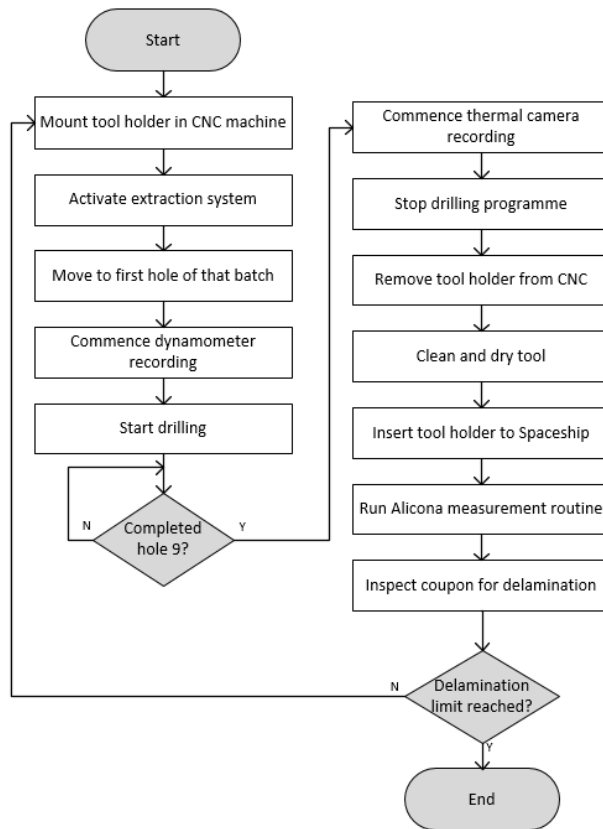 Start
Mount tool holder in CNC machine
Activate extraction system
Move to first hole of that batch
Commence dynamometer
recording
Start drilling
Completed
hole 9?
N
Y
Commence thermal camera
recording
Stop drilling programme
Remove tool holder from CNC
Clean and dry tool
Insert tool holder to Spaceship
Run Alicona measurement routine
Inspect coupon for delamination
Delamination
limit reached?
N
Y
End